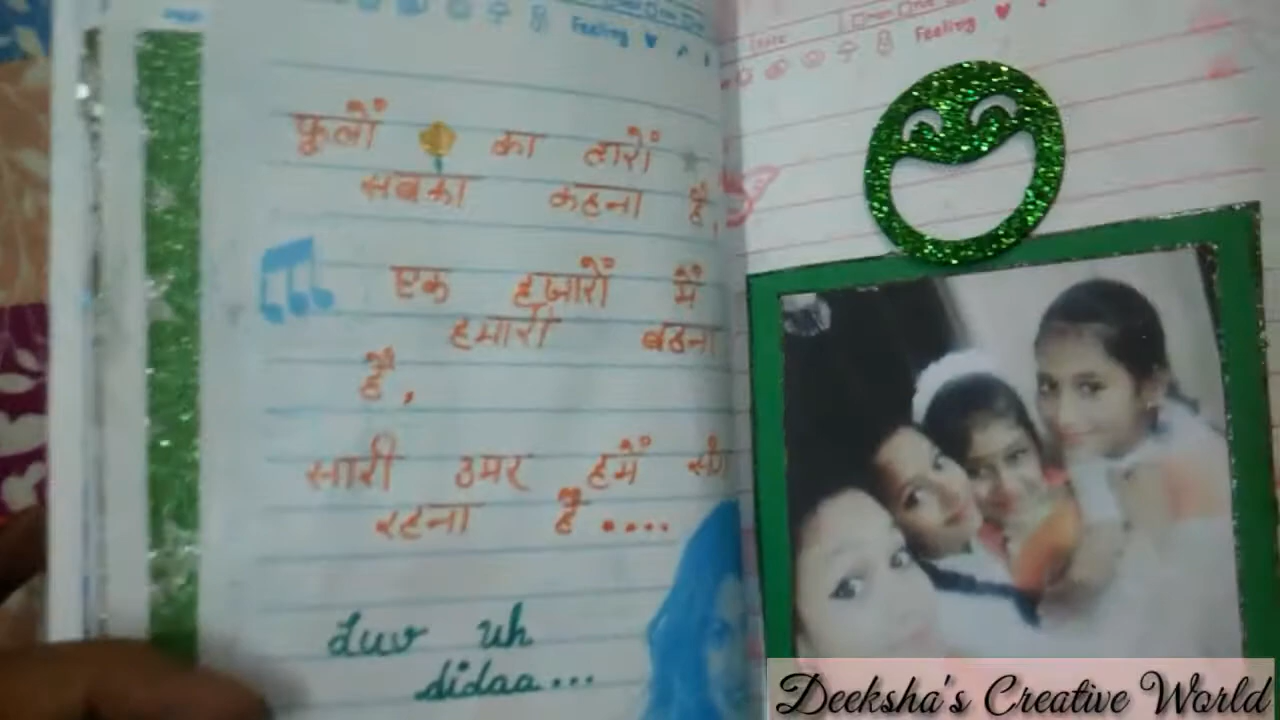 Feeling
Feeling
फूलों का तारों
सबका कहना है,
एक हजारों में
हमारी बहना
है,
सारी उमर हमें संग
रहना है....
Luv uh
didaa...
Deeksha's Creative World